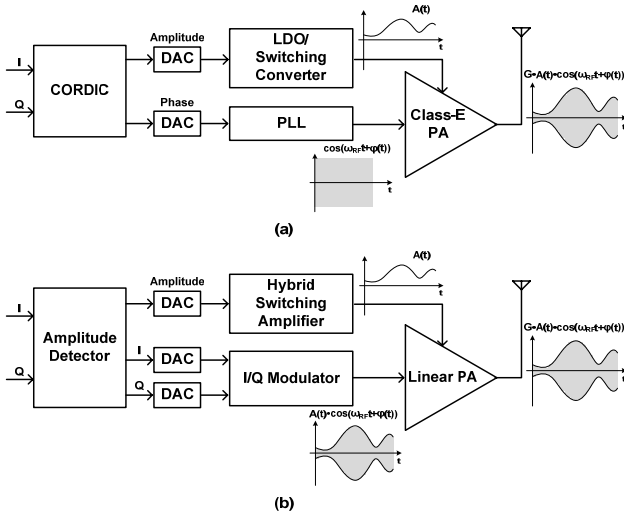 A(t)
t
Amplitude
DAC
LDO/
Switching
Converter
I
Q
CORDIC
G•A(t)•cos(ωRFt+φ(t))
Phase
DAC
PLL
Class-E
PA
t
cos(ωRFt+φ(t))
t
(a)
A(t)
t
Amplitude
DAC
Hybrid
Switching
Amplifier
I
Q
Amplitude
Detector
G•A(t)•cos(ωRFt+φ(t))
I
DAC
Q
DAC
I/Q Modulator
Linear PA
t
A(t)•cos(ωRFt+φ(t))
t
(b)